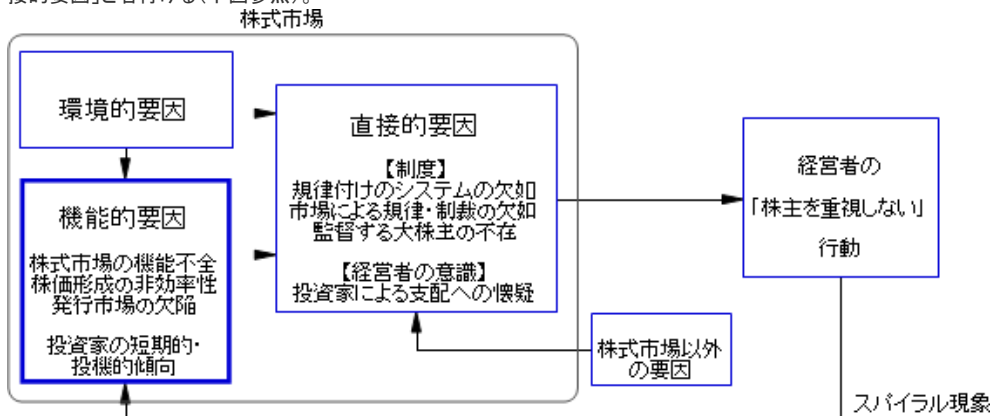 株式市場
環境的要因
機能的要因
株式市場の機能不全
株価形成の非効率性
発行市場の欠陥
投資家の短期的・
投機的傾向
直接的要因
【制度】
規律付けのシステムの欠如
市場による規律・制裁の欠如
監督する大株主の不在
【経営者の意識】
投資家による支配への懐疑
株式市場以外
の要因
経営者の
「株主を重視しない」
行動
スパイラル現象